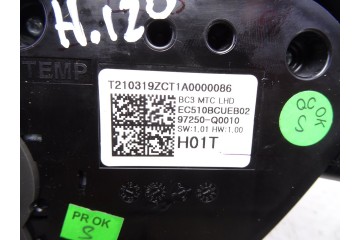 H.120
TEMP
T210319ZCT1A0000086
BC3 MTC LHD
EC510BCUEB02
97250-Q0010
SW:1.01 HW:1.00
H01T
QC OK
S
PR OK
S